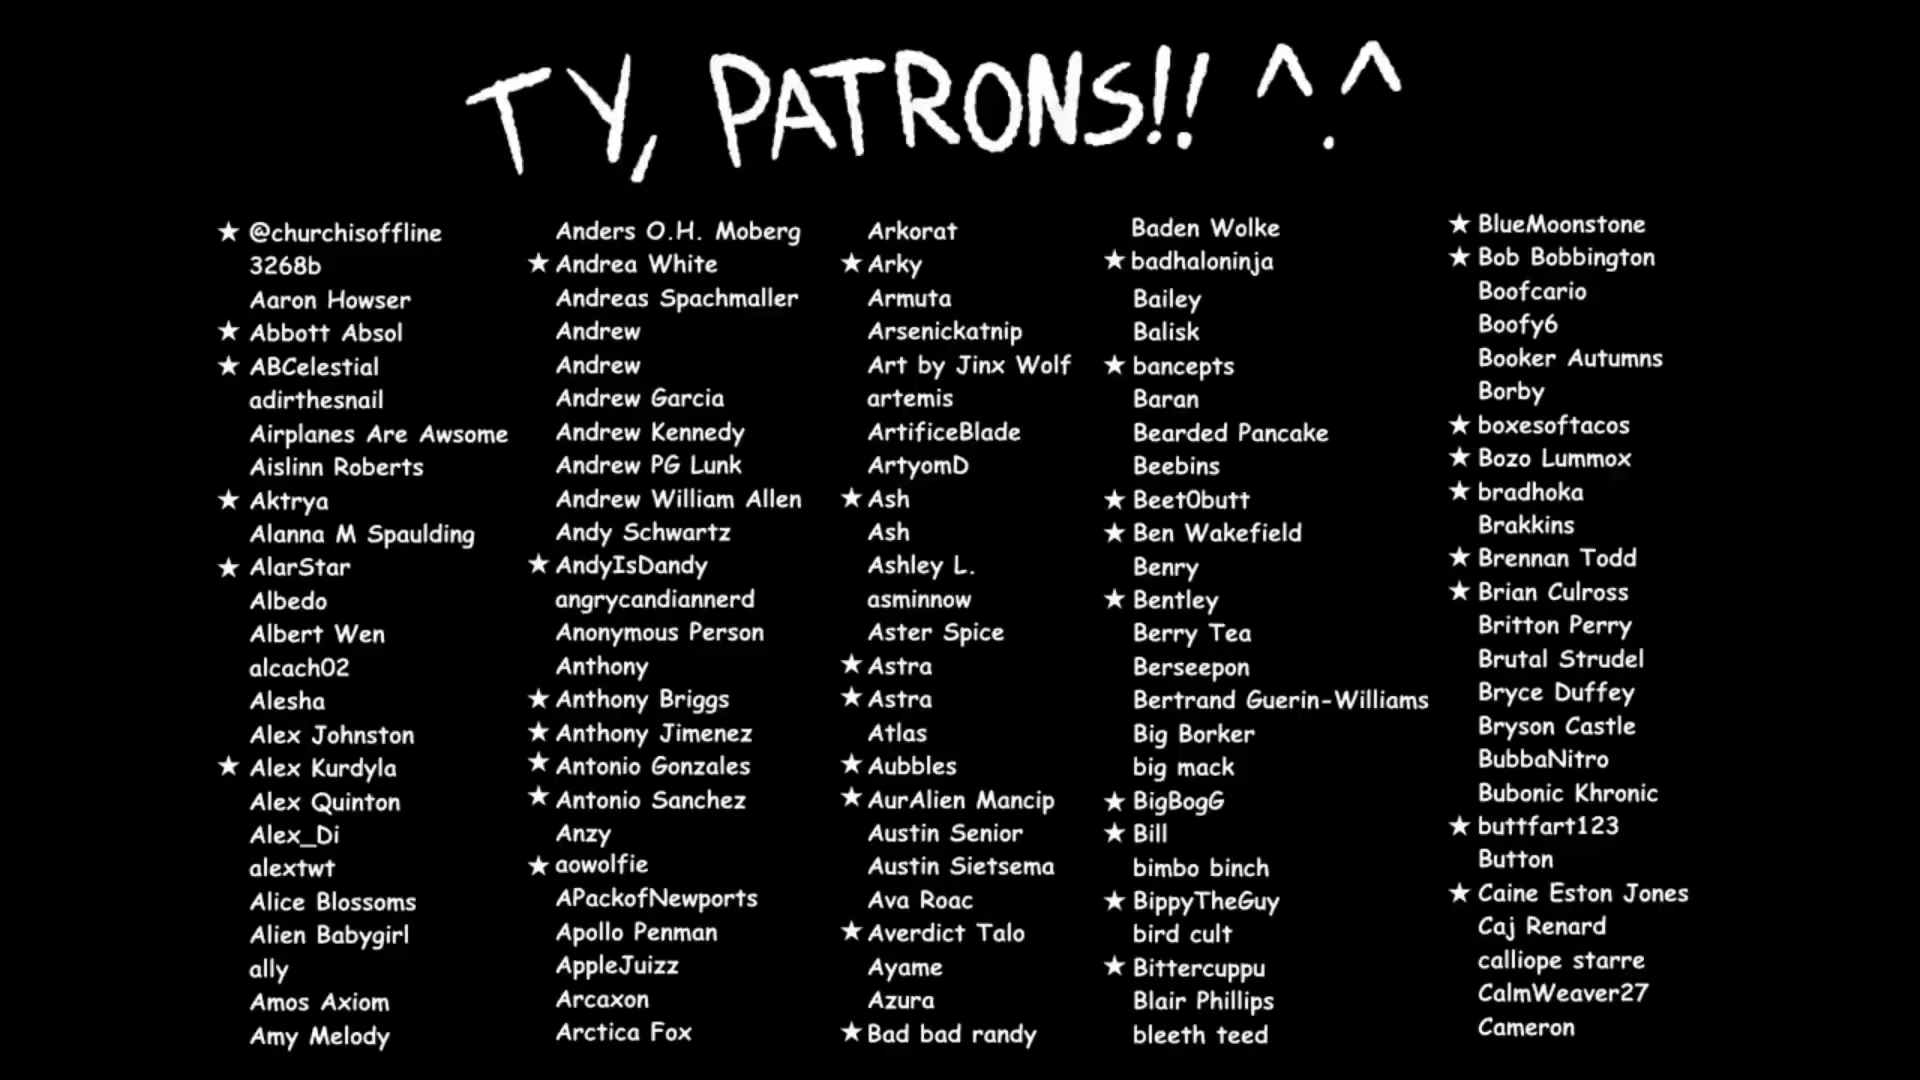 TY, PATRONS!! ^.^
★ @churchisoffline
3268b
Aaron Howser
★ Abbott Absol
★ ABCelestial
adirthesnail
Airplanes Are Awsome
Aislinn Roberts
★ Aktrya
Alanna M Spaulding
★ AlarStar
Albedo
Albert Wen
alcach02
Alesha
Alex Johnston
★ Alex Kurdyla
Alex Quinton
Alex_Di
alextwt
Alice Blossoms
Alien Babygirl
ally
Amos Axiom
Amy Melody
Anders O.H. Moberg
★ Andrea White
Andreas Spachmaller
Andrew
Andrew
Andrew Garcia
Andrew Kennedy
Andrew PG Lunk
Andrew William Allen
Andy Schwartz
★ AndyIsDandy
angrycandiannerd
Anonymous Person
Anthony
★ Anthony Briggs
★ Anthony Jimenez
★ Antonio Gonzales
★ Antonio Sanchez
Anzy
★ aowolfie
APackofNewports
Apollo Penman
AppleJuizz
Arcaxon
Arctica Fox
Arkorat
★ Arky
Armuta
Arsenickatnip
Art by Jinx Wolf
artemis
ArtificeBlade
ArtyomD
★ Ash
Ash
Ashley L.
asminnow
Aster Spice
★ Astra
★ Astra
Atlas
★ Aubbles
★ AurAlien Mancip
Austin Senior
Austin Sietsema
Ava Roac
★ Averdict Talo
Ayame
Azura
★ Bad bad randy
Baden Wolke
★ badhaloninja
Bailey
Balisk
★ bancepts
Baran
Bearded Pancake
Beebins
★ Beet0butt
★ Ben Wakefield
Benry
★ Bentley
Berry Tea
Berseepon
Bertrand Guerin-Williams
Big Borker
big mack
★ BigBogG
★ Bill
bimbo binch
★ BippyTheGuy
bird cult
★ Bittercuppu
Blair Phillips
bleeth teed
★ BlueMoonstone
★ Bob Bobbington
Boofcario
Boofy6
Booker Autumns
Borby
★ boxesoftacos
★ Bozo Lummox
★ bradhoka
Brakkins
★ Brennan Todd
★ Brian Culross
Britton Perry
Brutal Strudel
Bryce Duffey
Bryson Castle
BubbaNitro
Bubonic Khronic
★ buttfart123
Button
★ Caine Eston Jones
Caj Renard
calliope starre
CalmWeaver27
Cameron